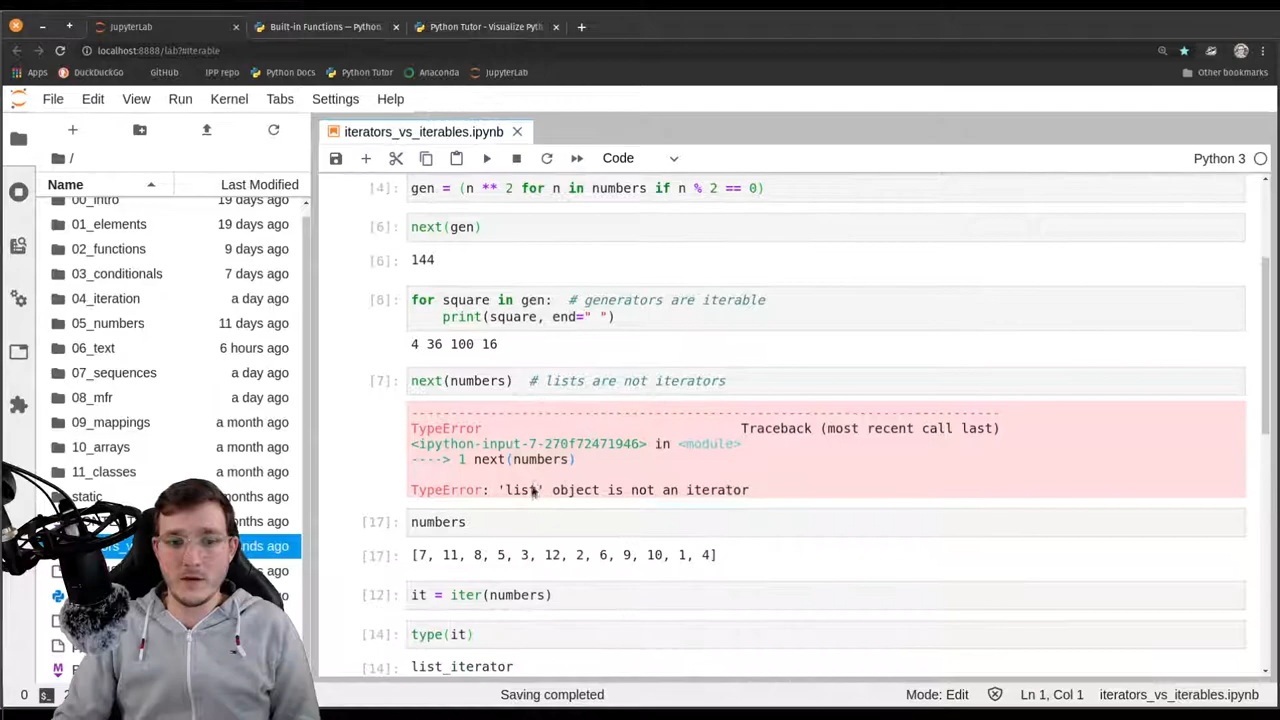 JupyterLab
Built-in Functions — Python
Python Tutor - Visualize Pyth
localhost:8888/lab?#iterable
Apps DuckDuckGo GitHub IPP repo Python Docs Python Tutor Anaconda JupyterLab Other bookmarks
File Edit View Run Kernel Tabs Settings Help
iterators_vs_iterables.ipynb
/
Code
Python 3
Name Last Modified
00_intro 19 days ago
01_elements 19 days ago
02_functions 9 days ago
03_conditionals 7 days ago
04_iteration a day ago
05_numbers 11 days ago
06_text 6 hours ago
07_sequences a day ago
08_mfr a day ago
09_mappings a month ago
10_arrays a month ago
11_classes a month ago
static months ago
nds ago
 months ago
months ago
[4]: gen = (n ** 2 for n in numbers if n % 2 == 0)
[6]: next(gen)
[6]: 144
[8]: for square in gen: # generators are iterable
print(square, end=" ")
4 36 100 16
[7]: next(numbers) # lists are not iterators
---------------------------------------------------------------------------
TypeError Traceback (most recent call last)
<ipython-input-7-270f72471946> in <module>
----> 1 next(numbers)
TypeError: 'list' object is not an iterator
[17]: numbers
[17]: [7, 11, 8, 5, 3, 12, 2, 6, 9, 10, 1, 4]
[12]: it = iter(numbers)
[14]: type(it)
[14]: list_iterator
0
Saving completed
Mode: Edit
Ln 1, Col 1
iterators_vs_iterables.ipynb